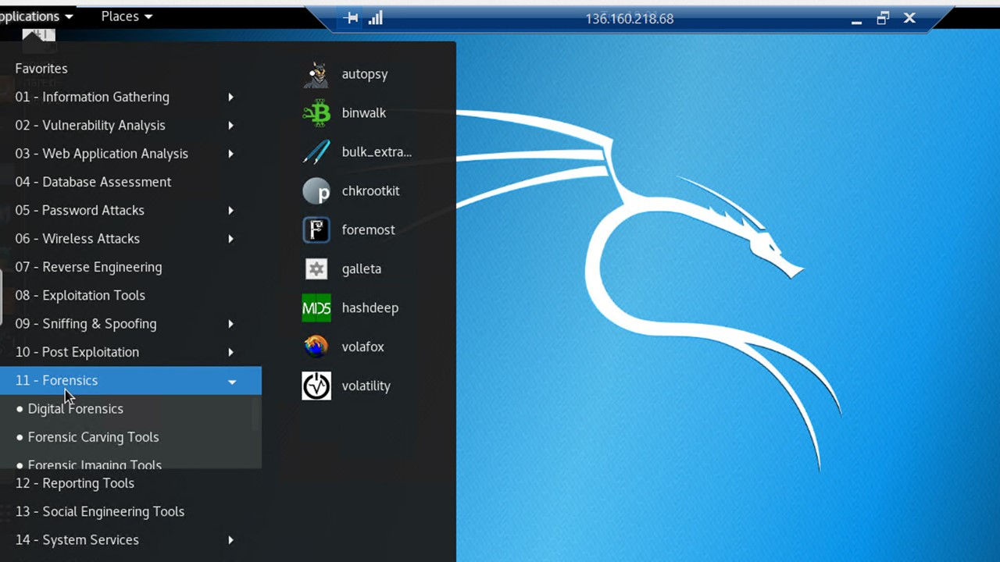 pplications Places 136.160.218.68
Favorites
01 - Information Gathering
02 - Vulnerability Analysis
03 - Web Application Analysis
04 - Database Assessment
05 - Password Attacks
06 - Wireless Attacks
07 - Reverse Engineering
08 - Exploitation Tools
09 - Sniffing & Spoofing
10 - Post Exploitation
11 - Forensics
• Digital Forensics
• Forensic Carving Tools
• Forensic Imaging Tools
12 - Reporting Tools
13 - Social Engineering Tools
14 - System Services
autopsy
binwalk
bulk_extra...
p chkrootkit
F foremost
galleta
MD5 hashdeep
volafox
volatility